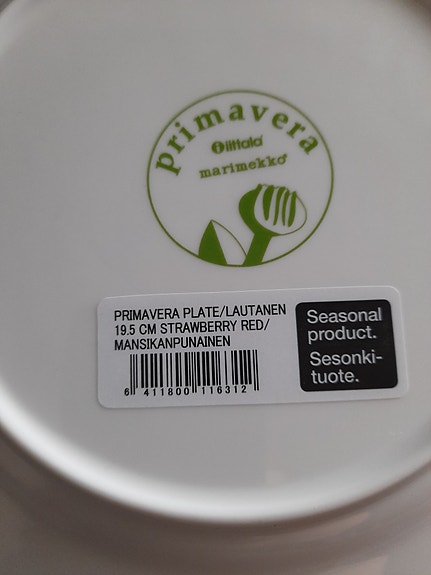 primavera
iittala
marimekko
PRIMAVERA PLATE/LAUTANEN
19.5 CM STRAWBERRY RED/
MANSIKANPUNAINEN
6 411800 116312
Seasonal
product.
Sesonki-
tuote.